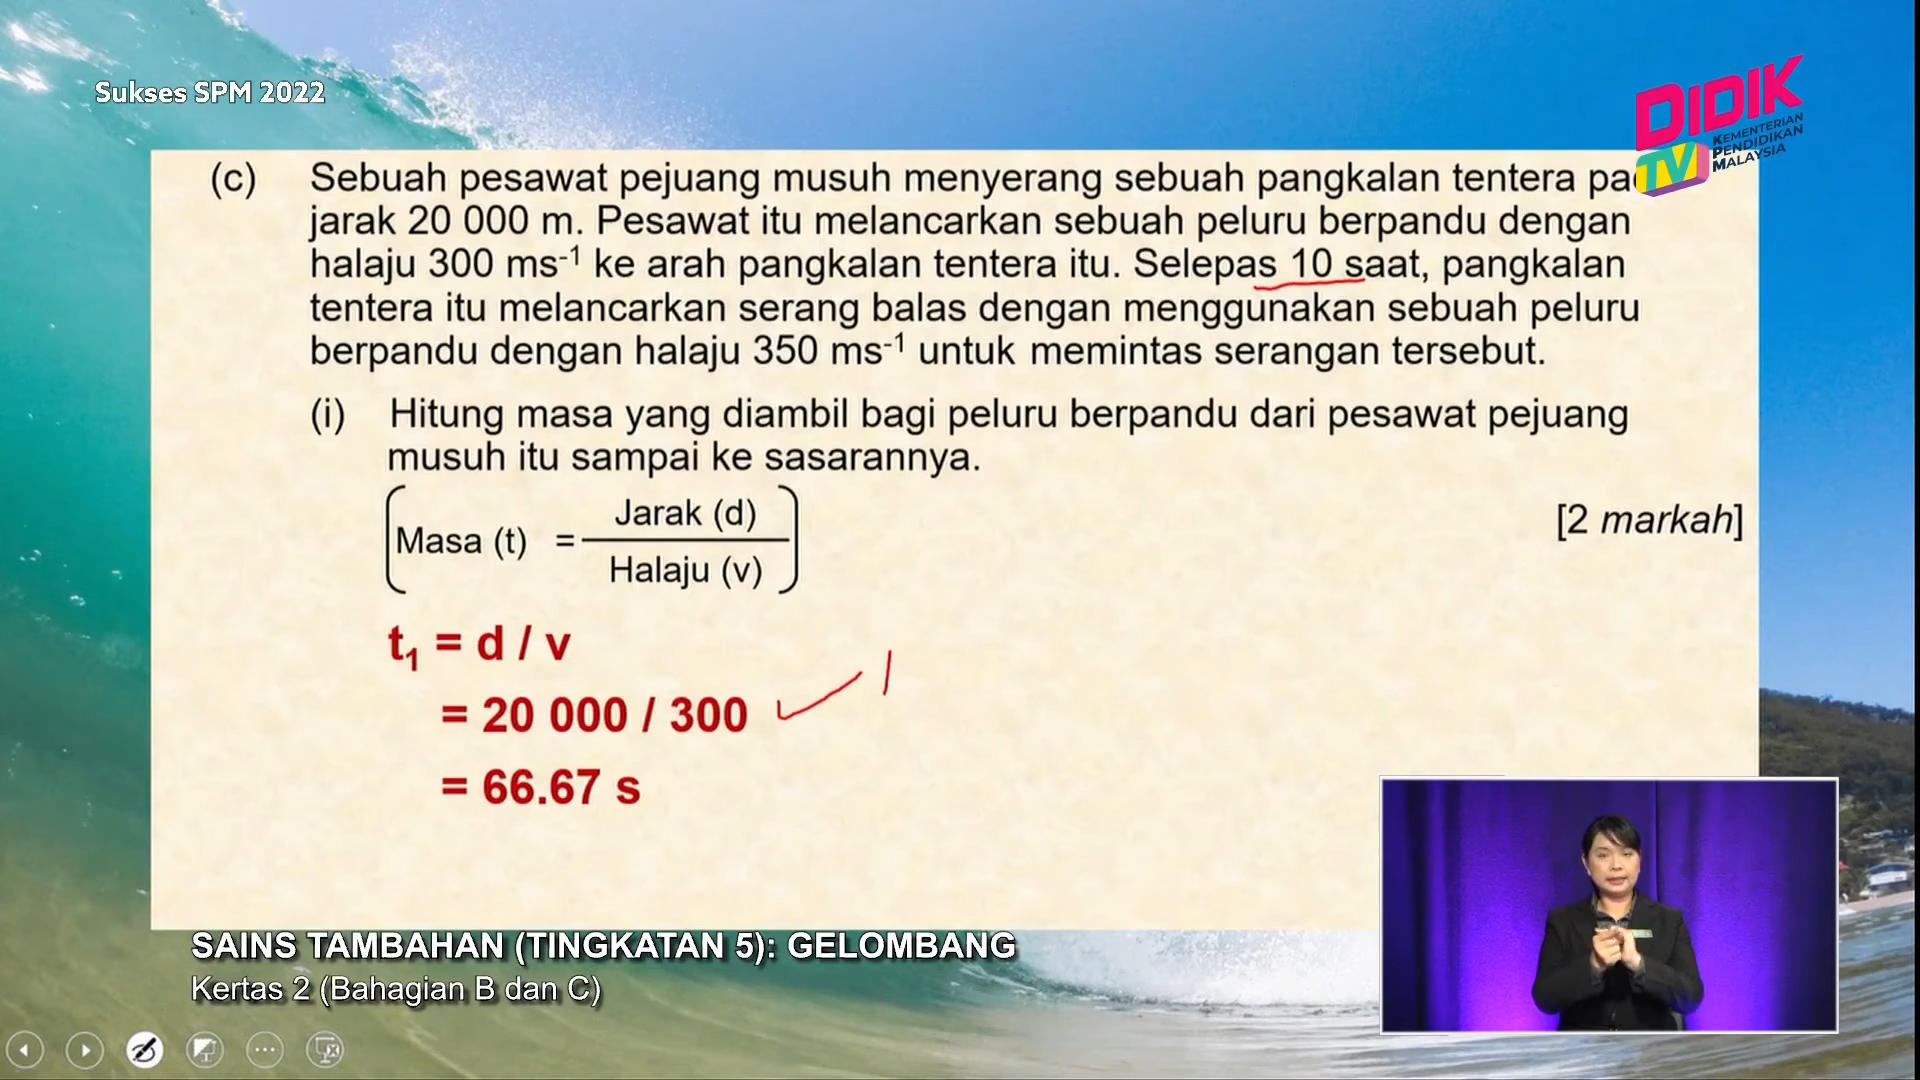 Sukses SPM 2022
DIDIK
TV
KEMENTERIAN
PENDIDIKAN
MALAYSIA
(c) Sebuah pesawat pejuang musuh menyerang sebuah pangkalan tentera
jarak 20 000 m. Pesawat itu melancarkan sebuah peluru berpandu dengan
halaju 300 ms⁻¹ ke arah pangkalan tentera itu. Selepas 10 saat, pangkalan
tentera itu melancarkan serang balas dengan menggunakan sebuah peluru
berpandu dengan halaju 350 ms⁻¹ untuk memintas serangan tersebut.
(i) Hitung masa yang diambil bagi peluru berpandu dari pesawat pejuang
musuh itu sampai ke sasarannya.
Masa (t) = Jarak (d) / Halaju (v)
[2 markah]
t₁ = d / v
= 20 000 / 300 ✓ 1
= 66.67 s
SAINS TAMBAHAN (TINGKATAN 5): GELOMBANG
Kertas 2 (Bahagian B dan C)